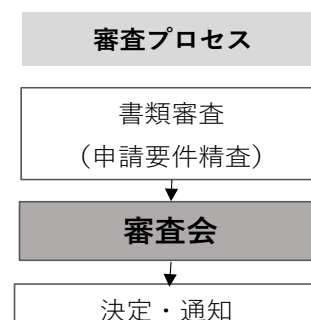 審査プロセス
書類審査
（申請要件精査）
審査会
決定・通知